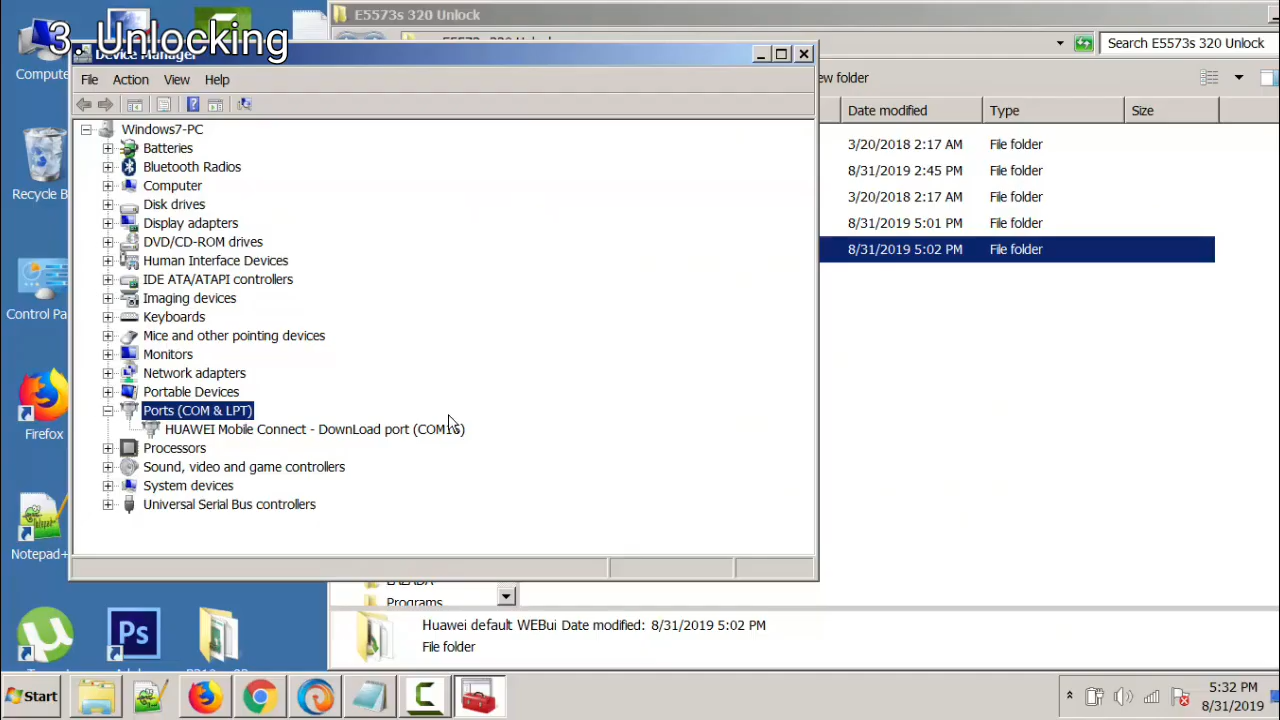 3. Unlocking
E5573s 320 Unlock
Search E5573s 320 Unlock
Device Manager
File Action View Help
Windows7-PC
Batteries
Bluetooth Radios
Computer
Disk drives
Display adapters
DVD/CD-ROM drives
Human Interface Devices
IDE ATA/ATAPI controllers
Imaging devices
Keyboards
Mice and other pointing devices
Monitors
Network adapters
Portable Devices
Ports (COM & LPT)
HUAWEI Mobile Connect - DownLoad port
Processors
Sound, video and game controllers
System devices
Universal Serial Bus controllers
ew folder
Date modified Type Size
3/20/2018 2:17 AM File folder
8/31/2019 2:45 PM File folder
3/20/2018 2:17 AM File folder
8/31/2019 5:01 PM File folder
8/31/2019 5:02 PM File folder
Programs
Huawei default WEBui Date modified: 8/31/2019 5:02 PM
File folder
Compute
Recycle B
Control Pa
Firefox
Notepad+
Start
5:32 PM
8/31/2019